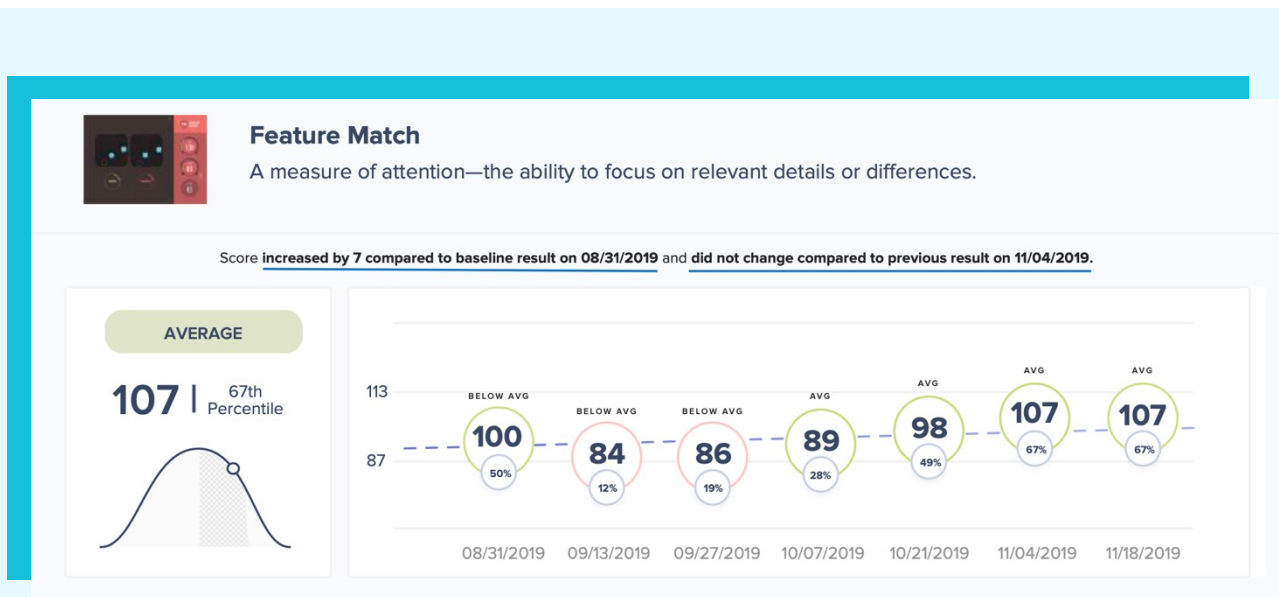 Feature Match
A measure of attention—the ability to focus on relevant details or differences.
Score increased by 7 compared to baseline result on 08/31/2019 and did not change compared to previous result on 11/04/2019.
AVERAGE
107 | 67th
Percentile
113
87
BELOW AVG
100
50%
BELOW AVG
84
12%
BELOW AVG
86
19%
AVG
89
28%
AVG
98
49%
AVG
107
67%
AVG
107
67%
08/31/2019 09/13/2019 09/27/2019 10/07/2019 10/21/2019 11/04/2019 11/18/2019